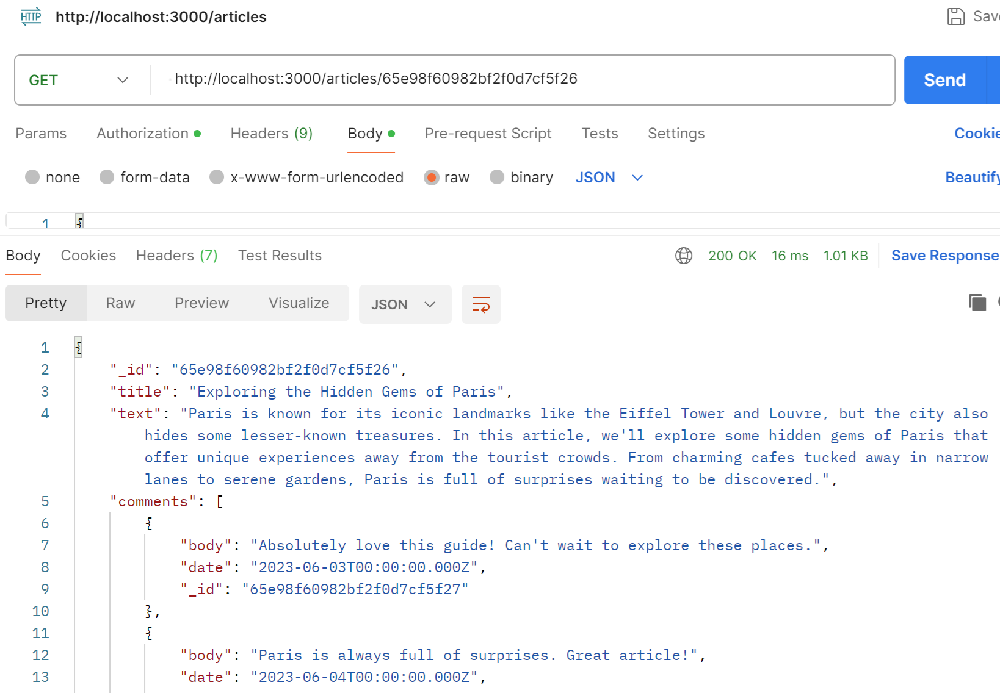 HTTP http://localhost:3000/articles Save
GET http://localhost:3000/articles/65e98f60982bf2f0d7cf5f26 Send
Params Authorization Headers (9) Body Pre-request Script Tests Settings Cookie
none form-data x-www-form-urlencoded raw binary JSON Beautify
1 {
Body Cookies Headers (7) Test Results 200 OK 16 ms 1.01 KB Save Response
Pretty Raw Preview Visualize JSON
1 {
2 "_id": "65e98f60982bf2f0d7cf5f26",
3 "title": "Exploring the Hidden Gems of Paris",
4 "text": "Paris is known for its iconic landmarks like the Eiffel Tower and Louvre, but the city also
hides some lesser-known treasures. In this article, we'll explore some hidden gems of Paris that
offer unique experiences away from the tourist crowds. From charming cafes tucked away in narrow
lanes to serene gardens, Paris is full of surprises waiting to be discovered.",
5 "comments": [
6 {
7 "body": "Absolutely love this guide! Can't wait to explore these places.",
8 "date": "2023-06-03T00:00:00.000Z",
9 "_id": "65e98f60982bf2f0d7cf5f27"
10 },
11 {
12 "body": "Paris is always full of surprises. Great article!",
13 "date": "2023-06-04T00:00:00.000Z",